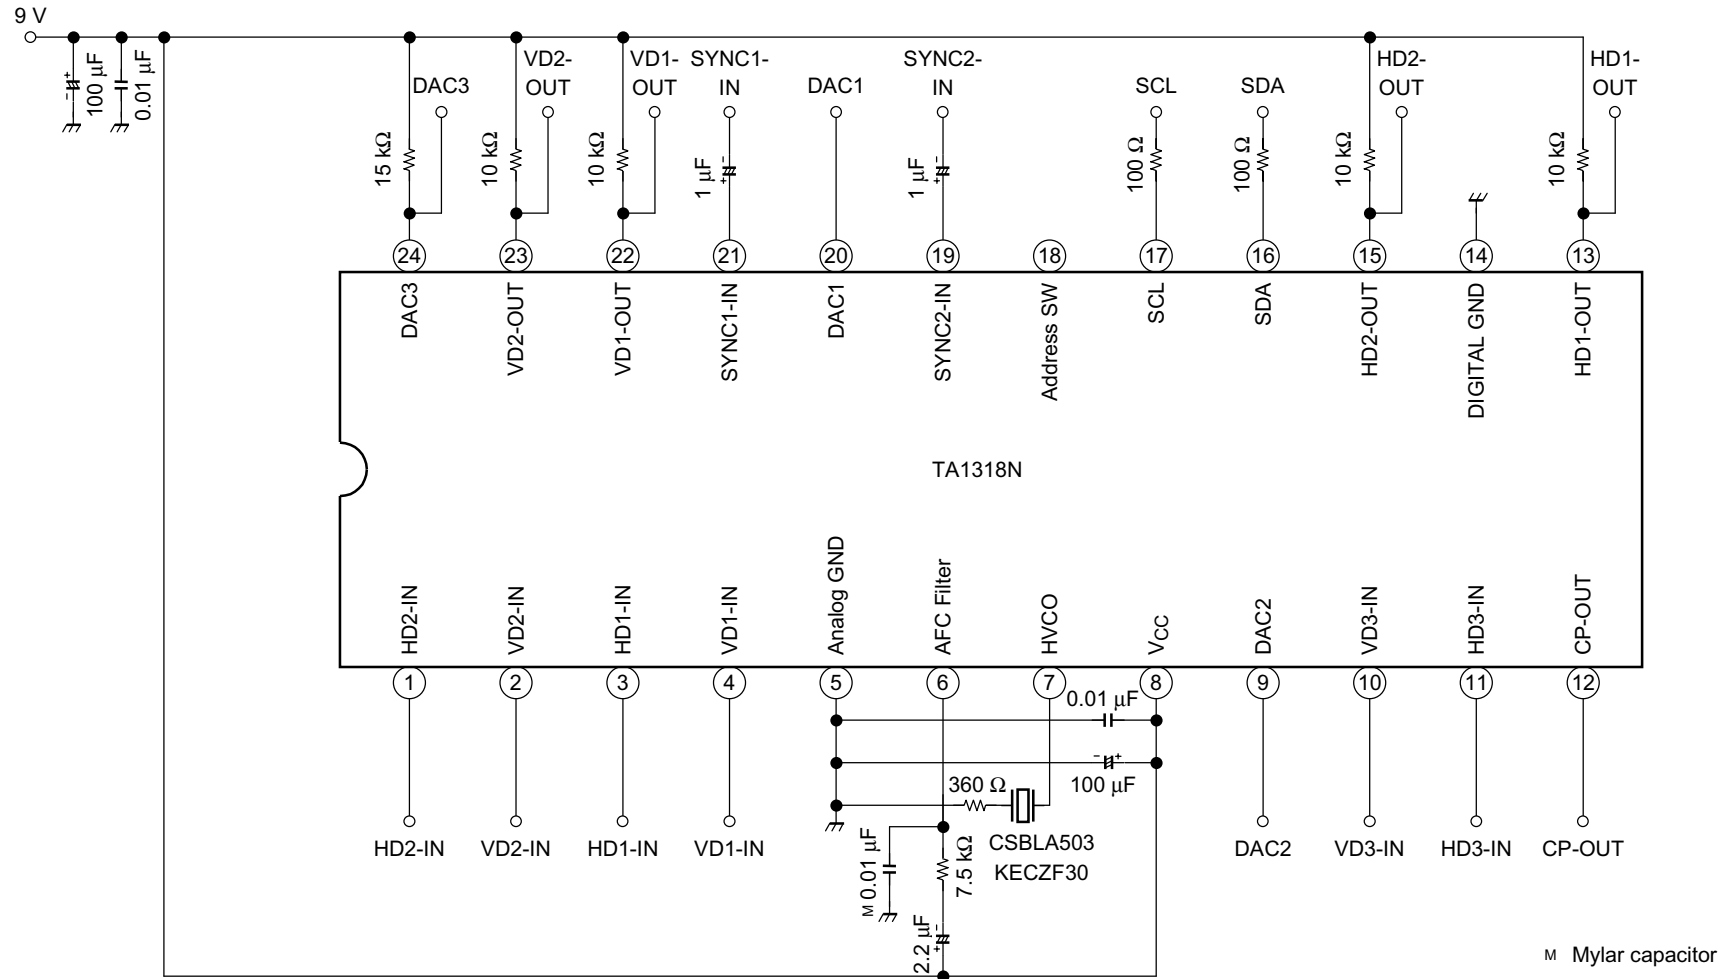 9 V
100 μF
0.01 μF
DAC3
VD2-
OUT
VD1-
OUT
SYNC1-
IN
DAC1
SYNC2-
IN
SCL
SDA
HD2-
OUT
HD1-
OUT
15 kΩ
10 kΩ
10 kΩ
1 μF
1 μF
100 Ω
100 Ω
10 kΩ
10 kΩ
24
23
22
21
20
19
18
17
16
15
14
13
DAC3
VD2-OUT
VD1-OUT
SYNC1-IN
DAC1
SYNC2-IN
Address SW
SCL
SDA
HD2-OUT
DIGITAL GND
HD1-OUT
TA1318N
HD2-IN
VD2-IN
HD1-IN
VD1-IN
Analog GND
AFC Filter
HVCO
VCC
DAC2
VD3-IN
HD3-IN
CP-OUT
1
2
3
4
5
6
7
8
9
10
11
12
0.01 μF
100 μF
360 Ω
CSBLA503
KECZF30
M 0.01 μF
7.5 kΩ
2.2 μF
HD2-IN
VD2-IN
HD1-IN
VD1-IN
DAC2
VD3-IN
HD3-IN
CP-OUT
M Mylar capacitor